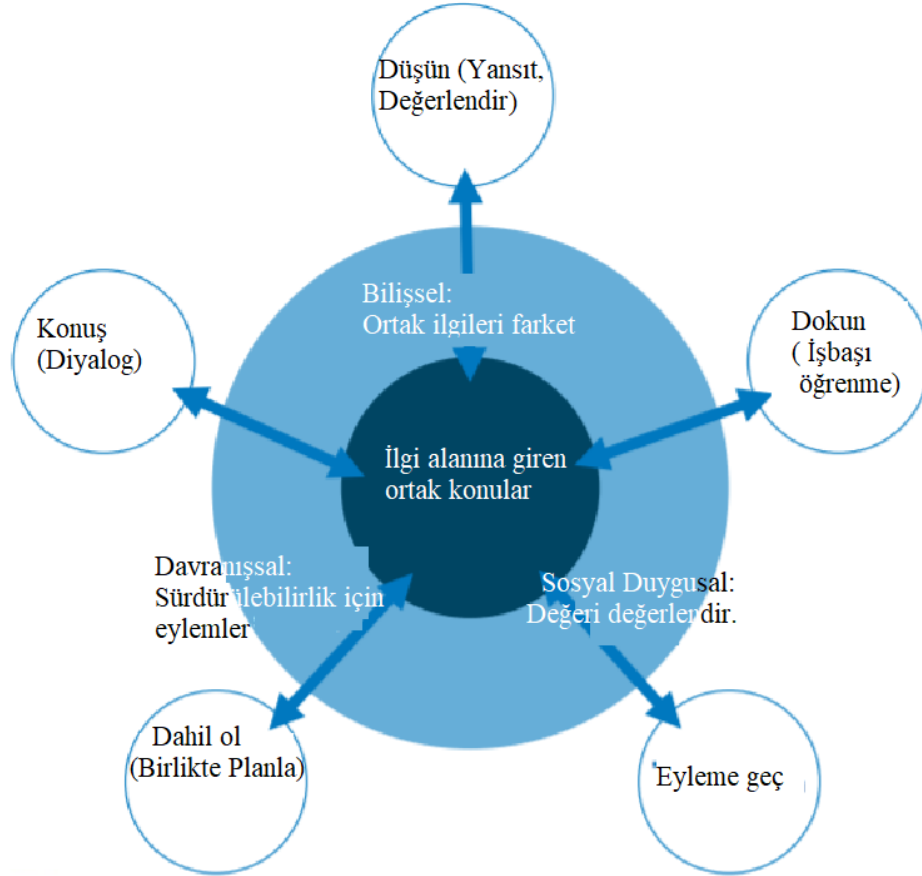 Düşün (Yansıt,
Değerlendir)
Bilişsel:
Ortak ilgileri farket
Konuş
(Diyalog)
Dokun
( İşbaşı
öğrenme)
İlgi alanına giren
ortak konular
Davranışsal:
Sürdürülebilirlik için
eylemler
Sosyal Duygusal:
Değeri değerlendir.
Dahil ol
(Birlikte Planla)
Eyleme geç